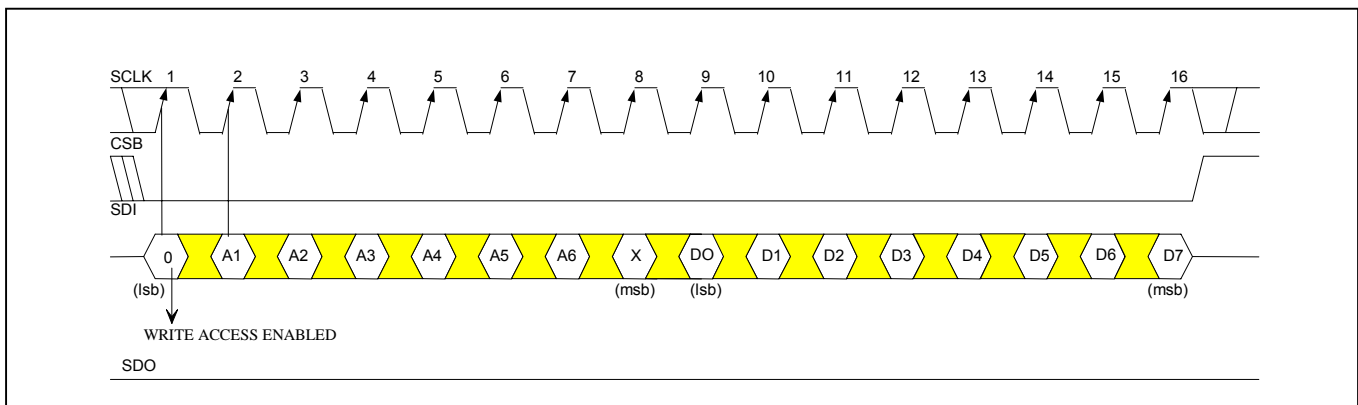 SCLK 1 2 3 4 5 6 7 8 9 10 11 12 13 14 15 16
CSB
SDI
0 A1 A2 A3 A4 A5 A6 X DO D1 D2 D3 D4 D5 D6 D7
(lsb) (msb) (lsb) (msb)
WRITE ACCESS ENABLED
SDO